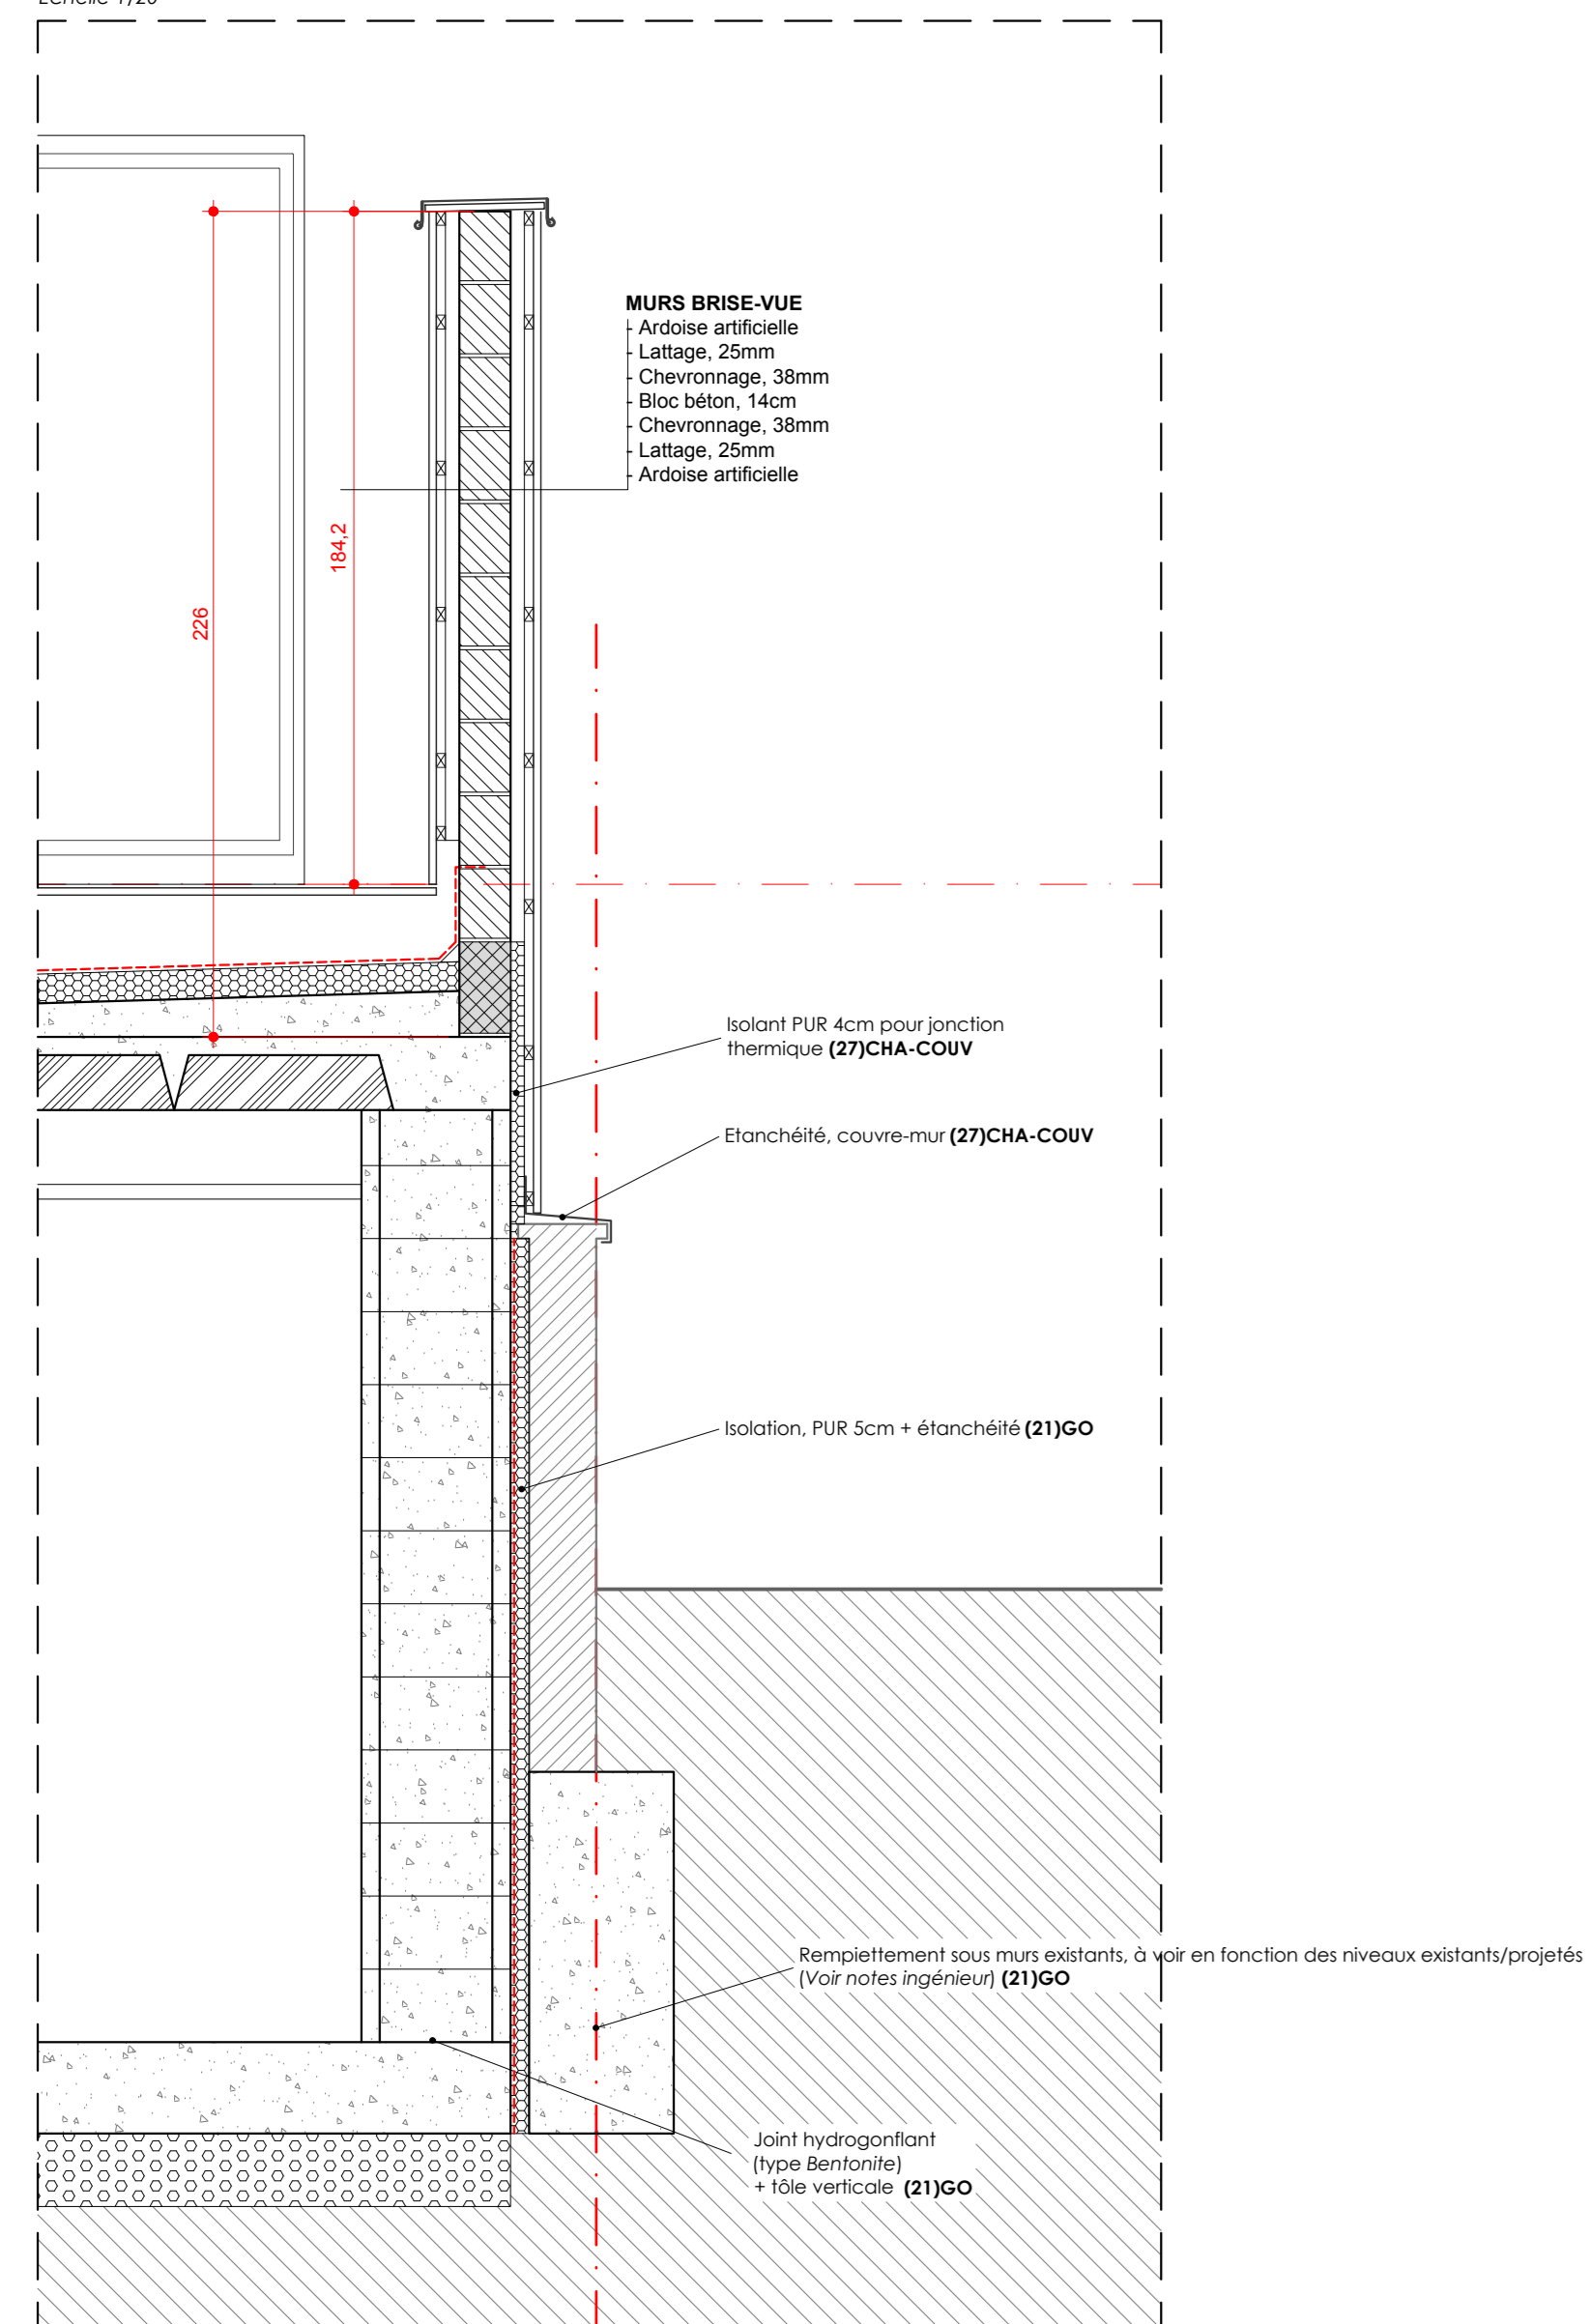 MURS BRISE-VUE
- Ardoise artificielle
- Lattage, 25mm
- Chevronnage, 38mm
- Bloc béton, 14cm
- Chevronnage, 38mm
- Lattage, 25mm
- Ardoise artificielle
184,2
226
Isolant PUR 4cm pour jonction
thermique (27)CHA-COUV
Etanchéité, couvre-mur (27)CHA-COUV
Isolation, PUR 5cm + étanchéité (21)GO
Rempiettement sous murs existants, à voir en fonction des niveaux existants/projetés
(Voir notes ingénieur) (21)GO
Joint hydrogonflant
(type Bentonite)
+ tôle verticale (21)GO